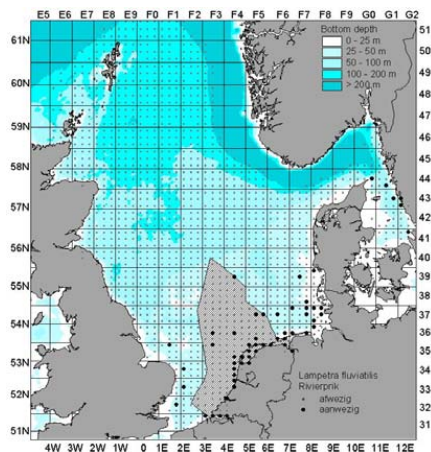 E5 E6 E7 E8 E9 F0 F1 F2 F3 F4 F5 F6 F7 F8 F9 G0 G1 G2
Bottom depth
0 - 25 m
25 - 50 m
50 - 100 m
100 - 200 m
> 200 m
61N
60N
59N
58N
57N
56N
55N
54N
53N
52N
51N
51
50
49
48
47
46
45
44
43
42
41
40
39
38
37
36
35
34
33
32
31
Lampetra fluviatilis
Rivierprik
afwezig
aanwezig
4W 3W 2W 1W 0 1E 2E 3E 4E 5E 6E 7E 8E 9E 10E 11E 12E